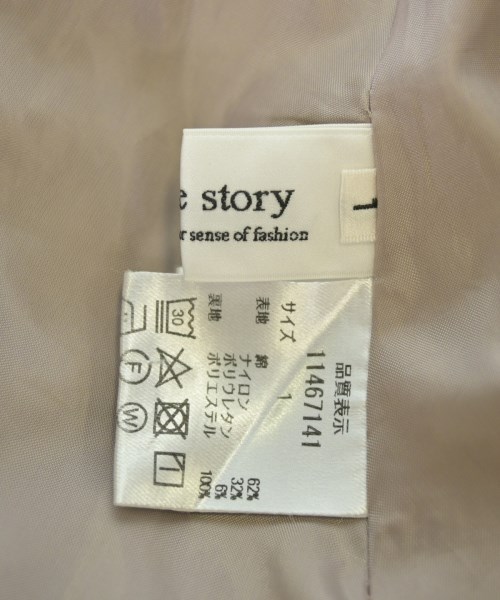 e story
r sense of fashion
1
品質表示
11467141
サイズ 1
表地 綿 62%
ナイロン 32%
ポリウレタン 6%
裏地 ポリエステル 100%
30
F
W